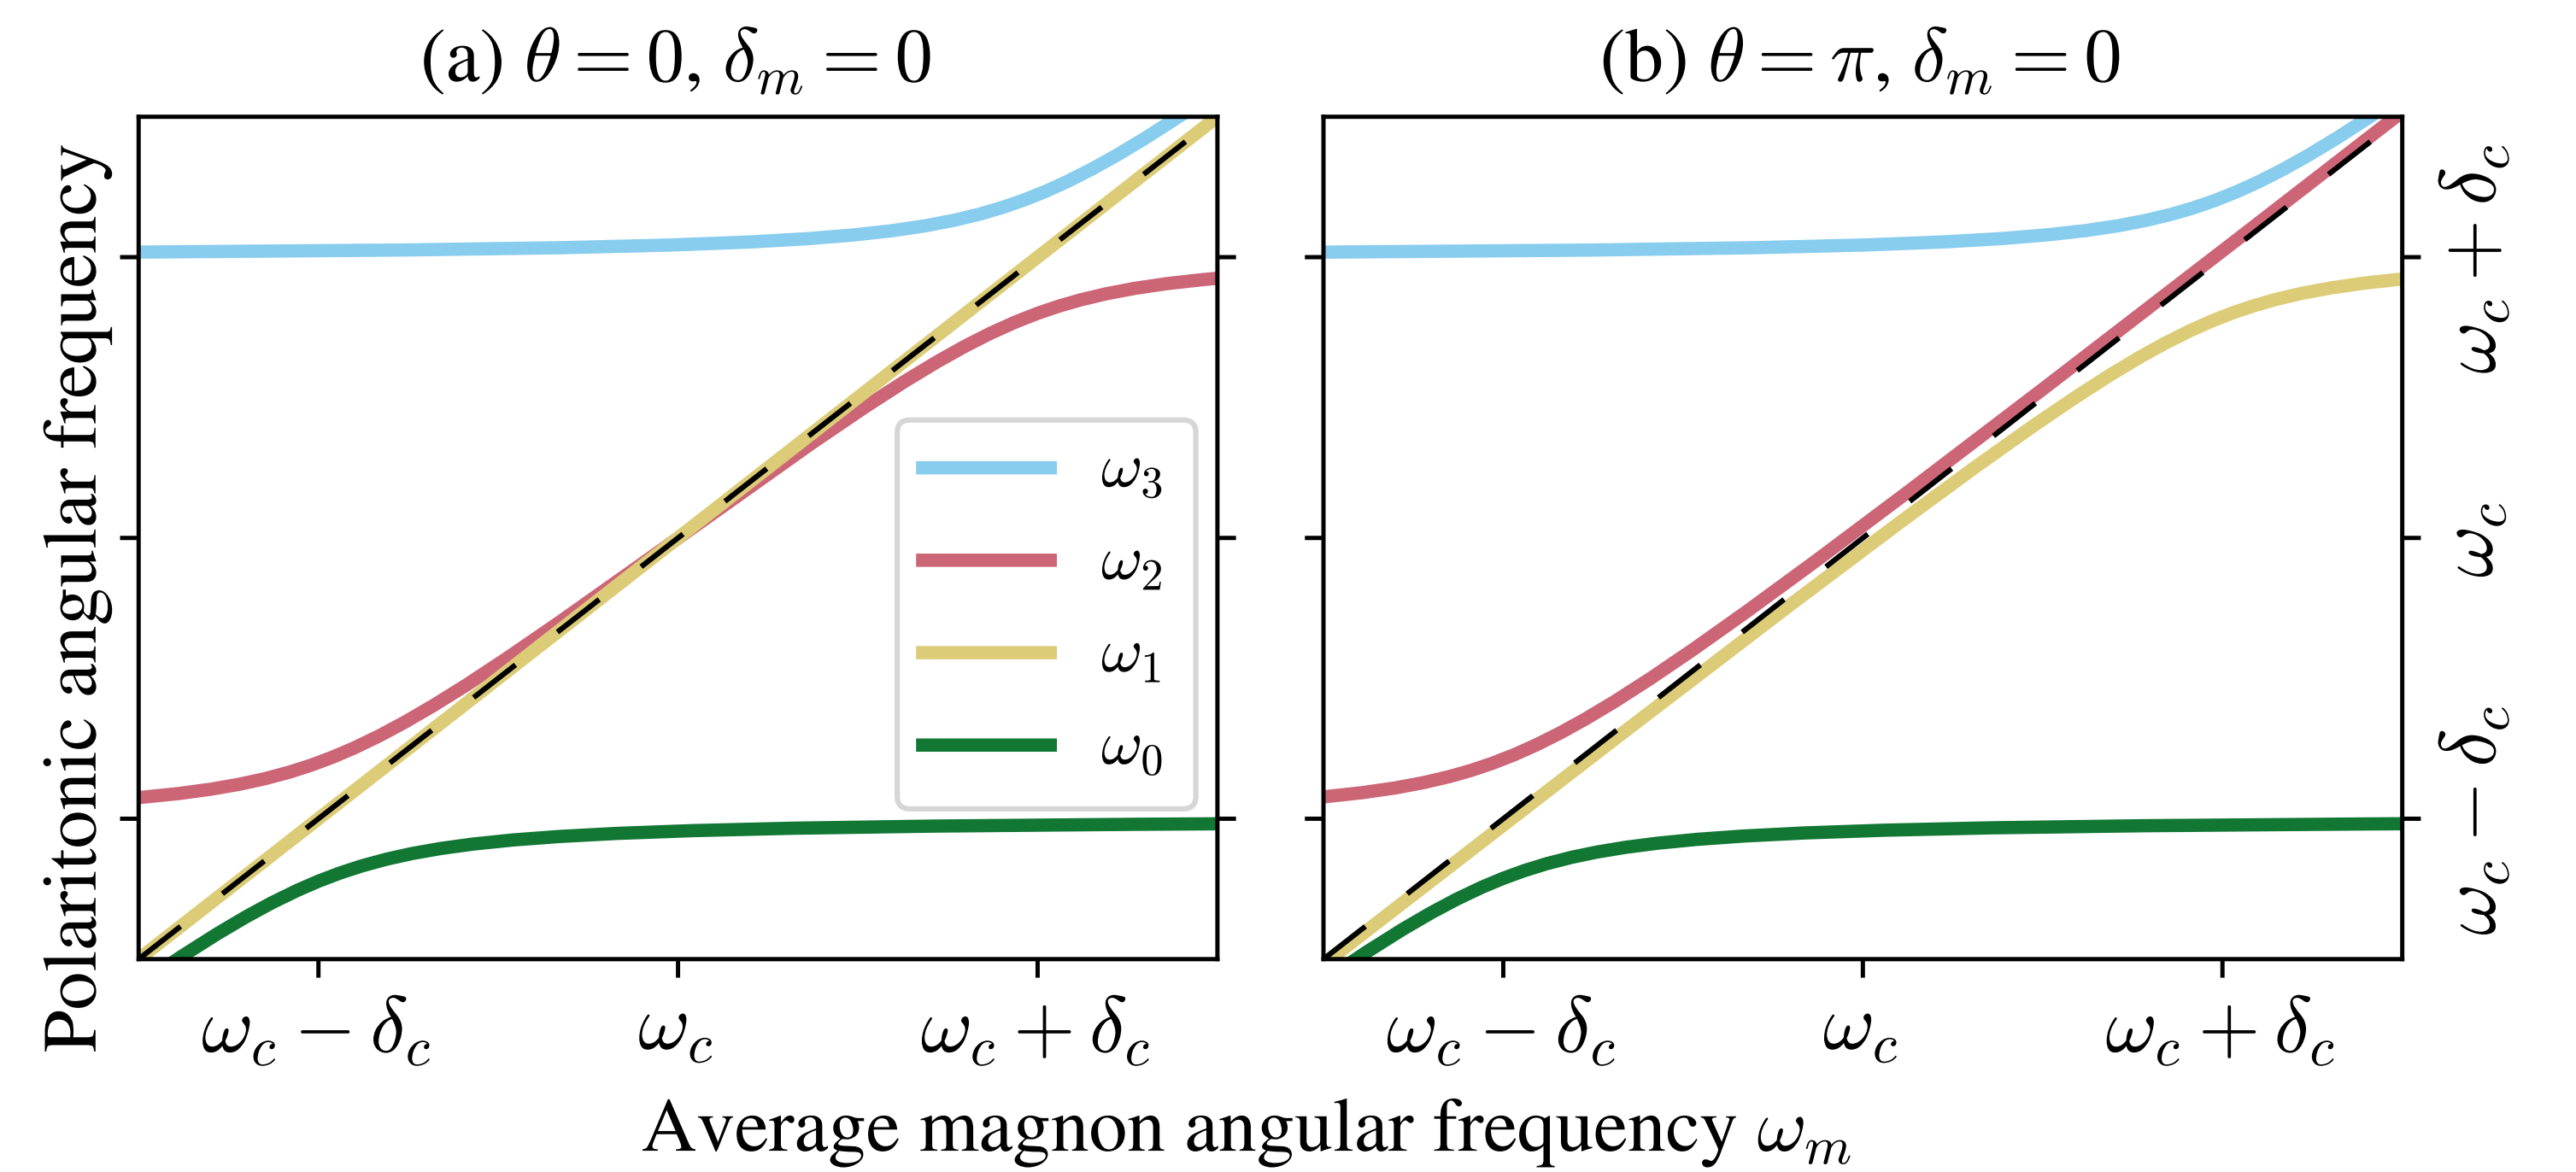 (a) θ = 0, δ_m = 0
(b) θ = π, δ_m = 0
Polaritonic angular frequency
ω_3
ω_2
ω_1
ω_0
ω_c + δ_c
ω_c
ω_c − δ_c
ω_c − δ_c
ω_c
ω_c + δ_c
ω_c − δ_c
ω_c
ω_c + δ_c
Average magnon angular frequency ω_m